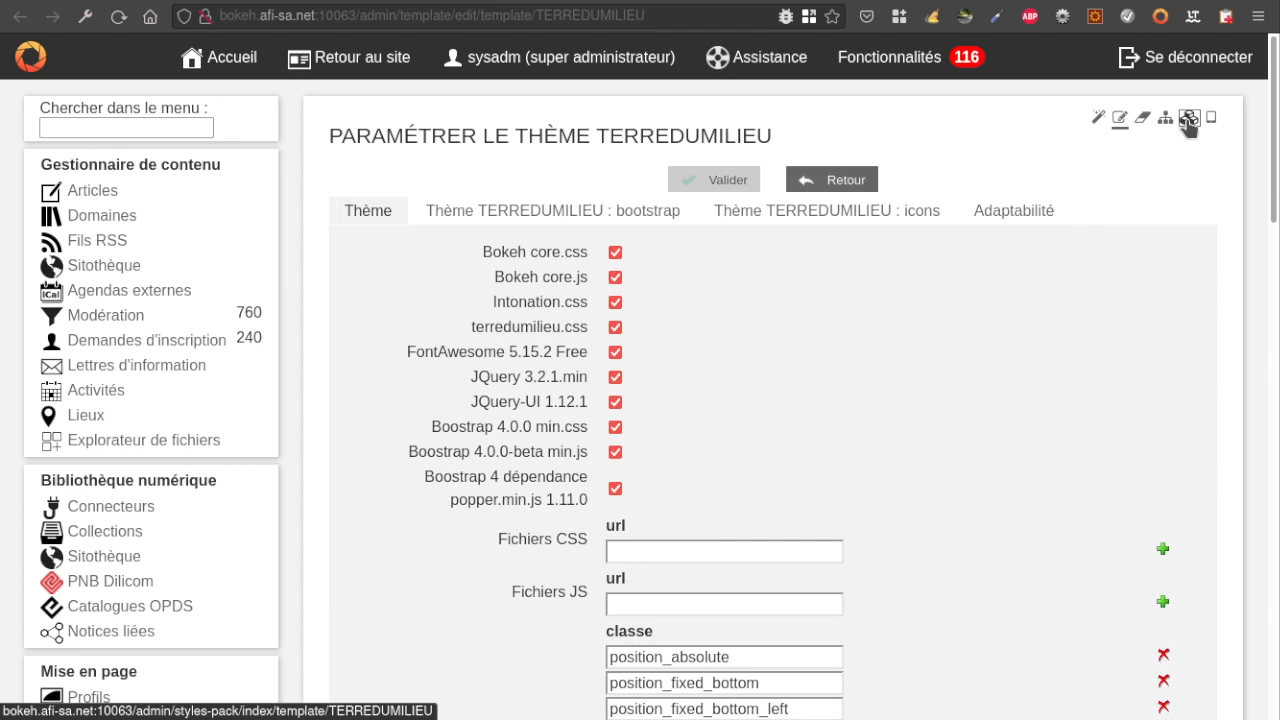 bokeh.afi-sa.net:10063/admin/template/edit/template/TERREDUMILIEU
ABP
Accueil
Retour au site
sysadm (super administrateur)
Assistance
Fonctionnalités 116
Se déconnecter
Chercher dans le menu :
Gestionnaire de contenu
Articles
Domaines
Fils RSS
Sitothèque
iCal Agendas externes
Modération 760
Demandes d'inscription 240
Lettres d'information
Activités
Lieux
Explorateur de fichiers
Bibliothèque numérique
Connecteurs
Collections
Sitothèque
PNB Dilicom
Catalogues OPDS
Notices liées
Mise en page
Profils
PARAMÉTRER LE THÈME TERREDUMILIEU
Valider
Retour
Thème
Thème TERREDUMILIEU : bootstrap
Thème TERREDUMILIEU : icons
Adaptabilité
Bokeh core.css
Bokeh core.js
Intonation.css
terredumilieu.css
FontAwesome 5.15.2 Free
JQuery 3.2.1.min
JQuery-UI 1.12.1
Boostrap 4.0.0 min.css
Boostrap 4.0.0-beta min.js
Boostrap 4 dépendance
popper.min.js 1.11.0
url
Fichiers CSS
url
Fichiers JS
classe
position_absolute
position_fixed_bottom
position_fixed_bottom_left
bokeh.afi-sa.net:10063/admin/styles-pack/index/template/TERREDUMILIEU